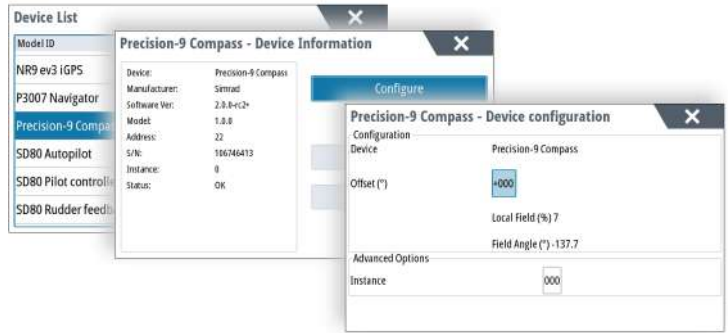 Device List
Model ID
NR9 ev3 iGPS
P3007 Navigator
Precision-9 Compa
SD80 Autopilot
SD80 Pilot controlle
SD80 Rudder feedb
Precision-9 Compass - Device Information
Device: Precision-9 Compass
Manufacturer: Simrad
Software Ver: 2.0.0-rc2+
Model: 1.0.0
Address: 22
S/N: 106746413
Instance: 0
Status: OK
Configure
Precision-9 Compass - Device configuration
Configuration
Device Precision-9 Compass
Offset (°) +000
Local Field (%) 7
Field Angle (°) -137.7
Advanced Options
Instance 000